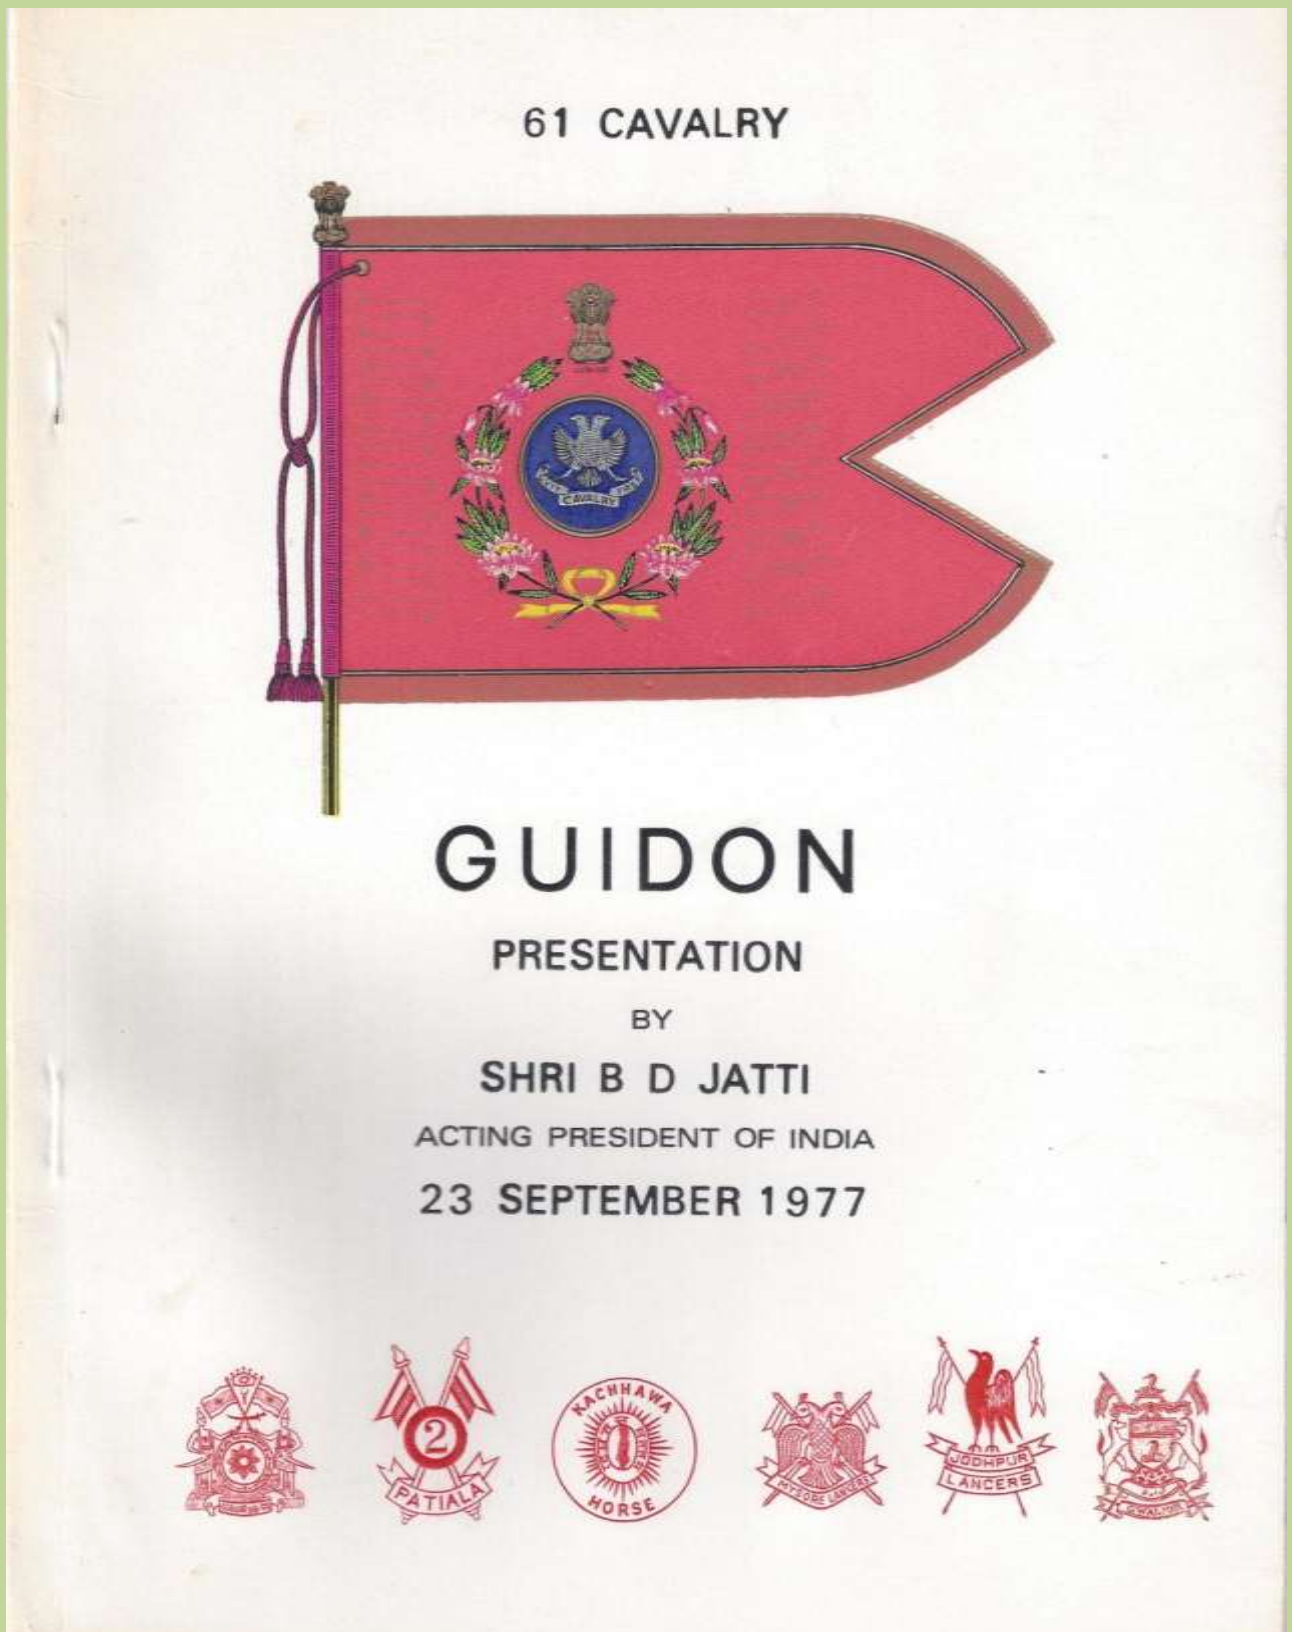 61 CAVALRY
CAVALRY
GUIDON
PRESENTATION
BY
SHRI B D JATTI
ACTING PRESIDENT OF INDIA
23 SEPTEMBER 1977
2
PATIALA
KACHHAWA
HORSE
MYSORE LANCERS
JODHPUR
LANCERS
GWALIOR